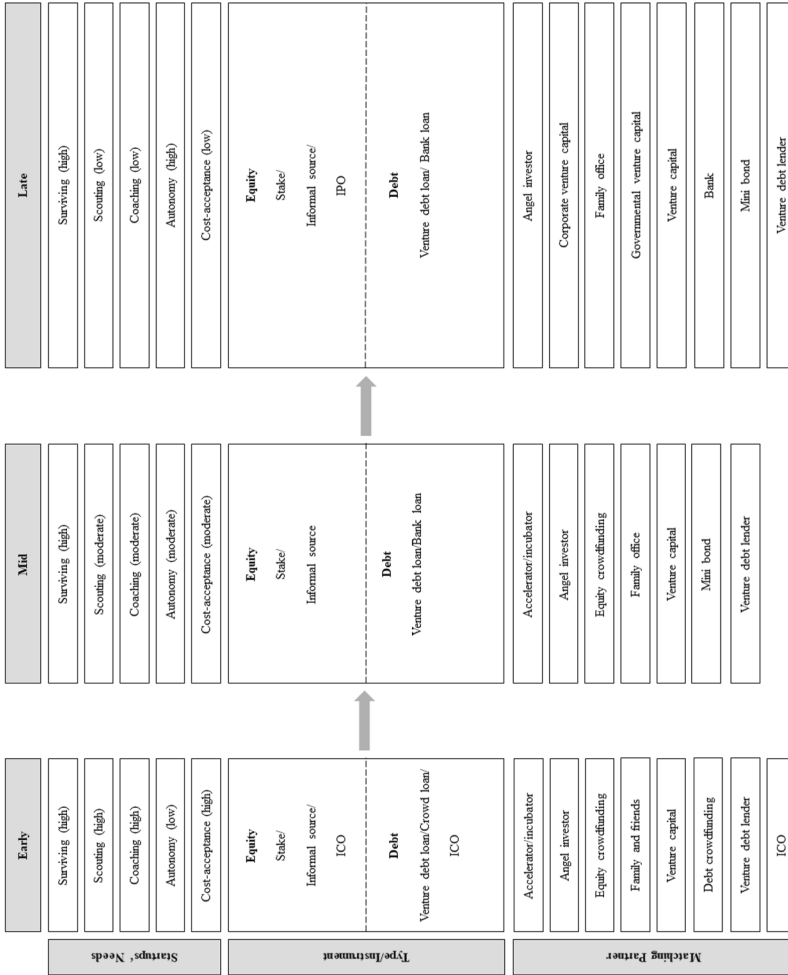 Early
Mid
Late
Startups' Needs
Surviving (high)
Scouting (high)
Coaching (high)
Autonomy (low)
Cost-acceptance (high)
Surviving (high)
Scouting (moderate)
Coaching (moderate)
Autonomy (moderate)
Cost-acceptance (moderate)
Surviving (high)
Scouting (low)
Coaching (low)
Autonomy (high)
Cost-acceptance (low)
Type/Instrument
Equity
Stake/
Informal source/
ICO
Debt
Venture debt loan/Crowd loan/
ICO
Equity
Stake/
Informal source
Debt
Venture debt loan/Bank loan
Equity
Stake/
Informal source/
IPO
Debt
Venture debt loan/ Bank loan
Matching Partner
Accelerator/incubator
Angel investor
Equity crowdfunding
Family and friends
Venture capital
Debt crowdfunding
Venture debt lender
ICO
Accelerator/incubator
Angel investor
Equity crowdfunding
Family office
Venture capital
Mini bond
Venture debt lender
Angel investor
Corporate venture capital
Family office
Governmental venture capital
Venture capital
Bank
Mini bond
Venture debt lender